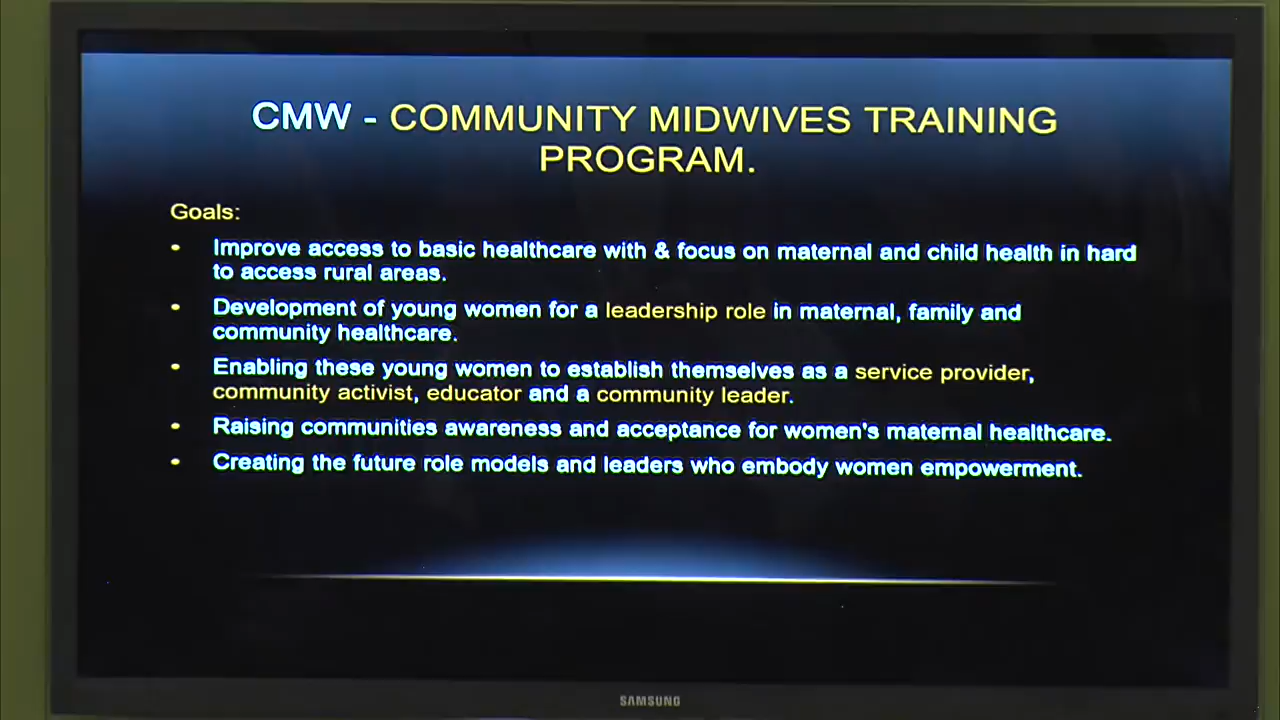 CMW - COMMUNITY MIDWIVES TRAINING
PROGRAM.
Goals:
• Improve access to basic healthcare with & focus on maternal and child health in hard
to access rural areas.
• Development of young women for a leadership role in maternal, family and
community healthcare.
• Enabling these young women to establish themselves as a service provider,
community activist, educator and a community leader.
• Raising communities awareness and acceptance for women's maternal healthcare.
• Creating the future role models and leaders who embody women empowerment.
SAMSUNG